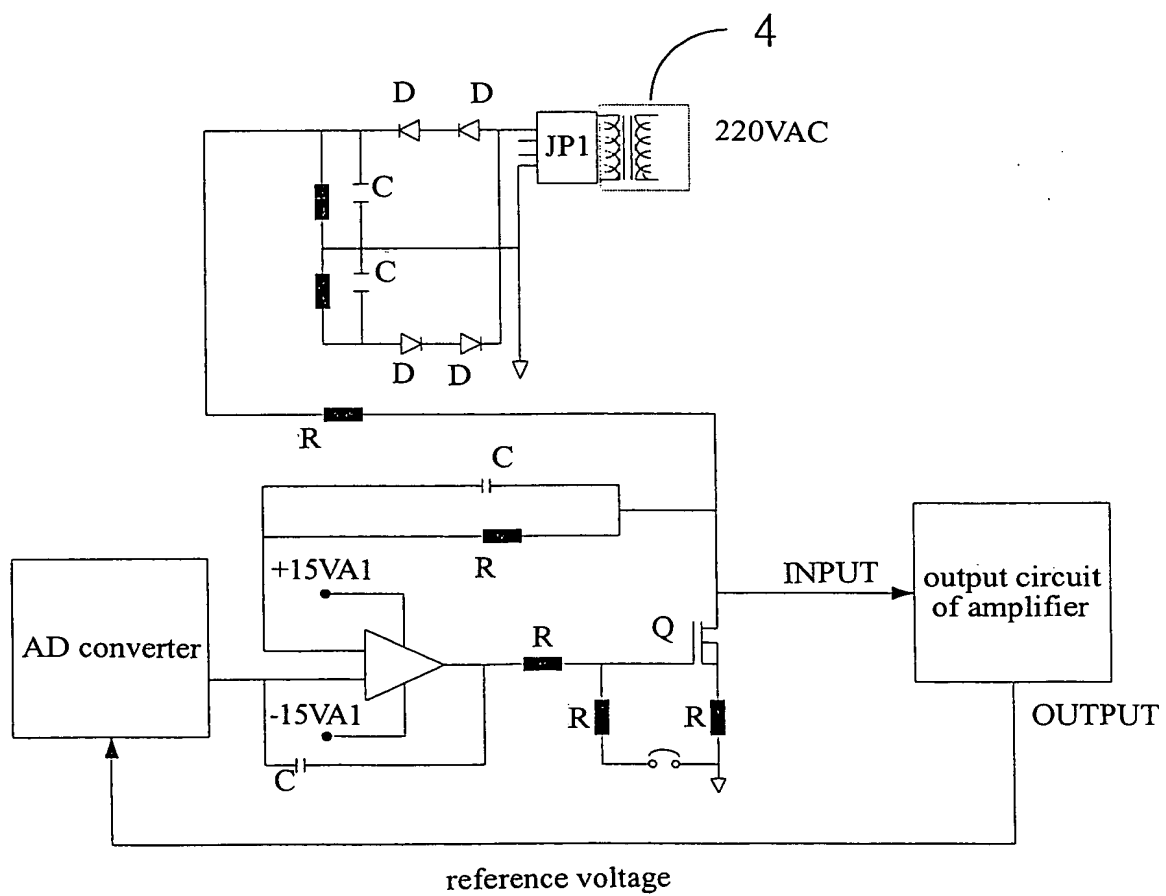 4
D D
JP1
220VAC
C
C
D D
R
C
R
+15VA1
INPUT
output circuit
of amplifier
AD converter
R
Q
-15VA1
R
R
OUTPUT
C
reference voltage